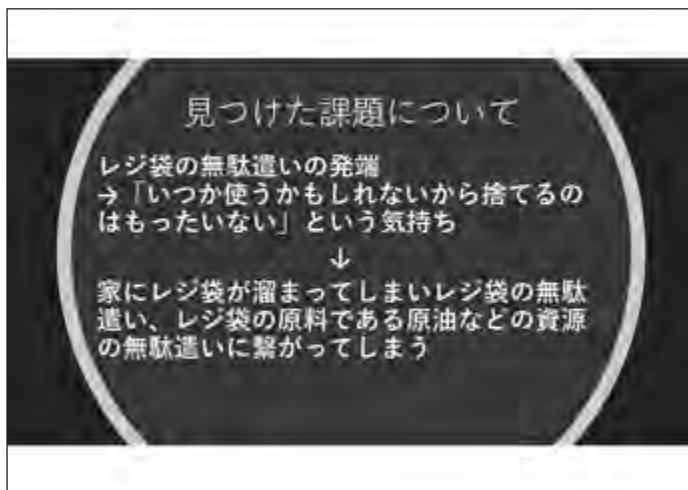 見つけた課題について
レジ袋の無駄遣いの発端
→「いつか使うかもしれないから捨てるの
はもったいない」という気持ち
↓
家にレジ袋が溜まってしまいレジ袋の無駄
遣い、レジ袋の原料である原油などの資源
の無駄遣いに繋がってしまう